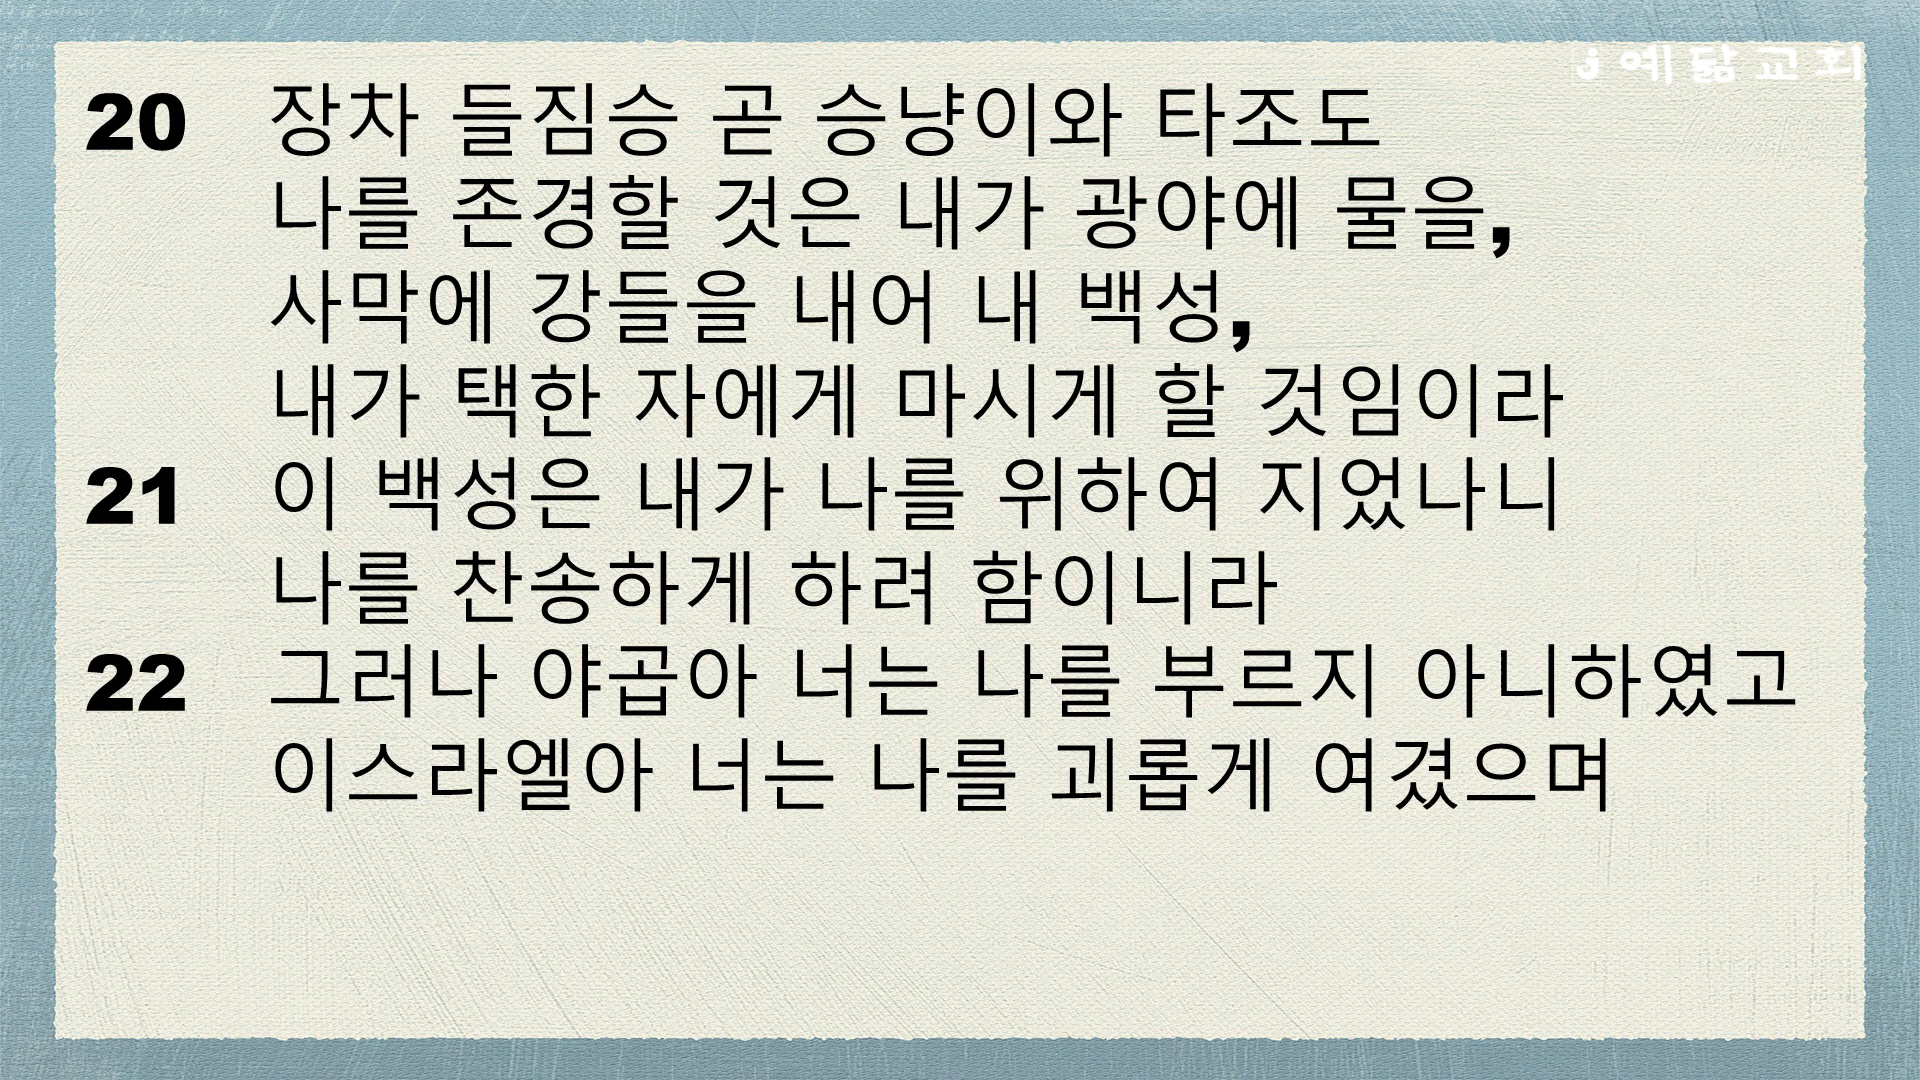 j 예닮교회
20 장차 들짐승 곧 승냥이와 타조도
나를 존경할 것은 내가 광야에 물을,
사막에 강들을 내어 내 백성,
내가 택한 자에게 마시게 할 것임이라
21 이 백성은 내가 나를 위하여 지었나니
나를 찬송하게 하려 함이니라
22 그러나 야곱아 너는 나를 부르지 아니하였고
이스라엘아 너는 나를 괴롭게 여겼으며